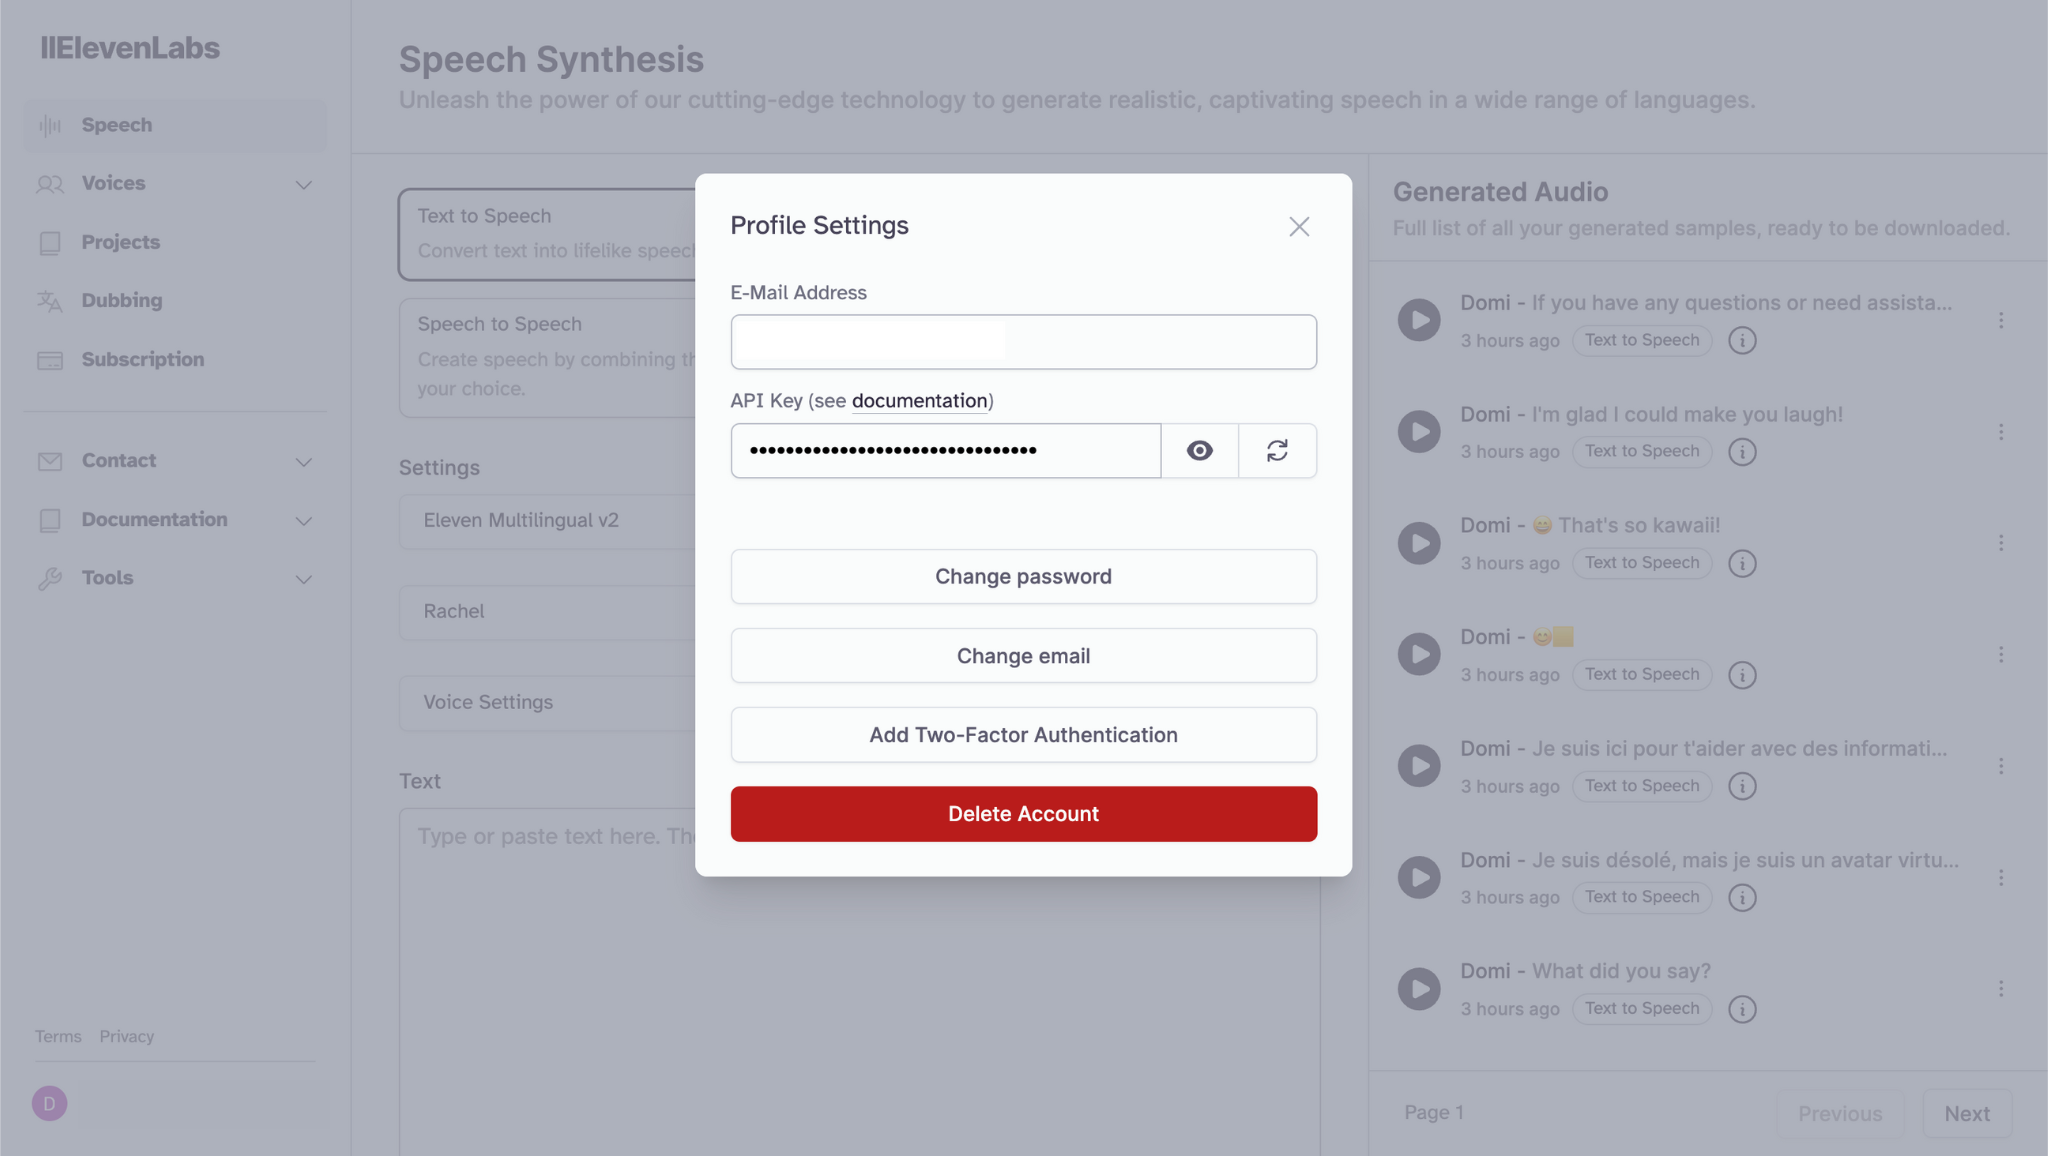 IIElevenLabs
Speech
Voices
Projects
Dubbing
Subscription
Contact
Documentation
Tools
Terms Privacy
D
Speech Synthesis
Unleash the power of our cutting-edge technology to generate realistic, captivating speech in a wide range of languages.
Text to Speech
Convert text into lifelike speech
Speech to Speech
Create speech by combining th
your choice.
Settings
Eleven Multilingual v2
Rachel
Voice Settings
Text
Type or paste text here. The
Profile Settings
E-Mail Address
API Key (see documentation)
••••••••••••••••••••••••••••••••
Change password
Change email
Add Two-Factor Authentication
Delete Account
Generated Audio
Full list of all your generated samples, ready to be downloaded.
Domi - If you have any questions or need assista...
3 hours ago Text to Speech
Domi - I'm glad I could make you laugh!
3 hours ago Text to Speech
Domi - 😄 That's so kawaii!
3 hours ago Text to Speech
Domi - 😊🟨
3 hours ago Text to Speech
Domi - Je suis ici pour t'aider avec des informati...
3 hours ago Text to Speech
Domi - Je suis désolé, mais je suis un avatar virtu...
3 hours ago Text to Speech
Domi - What did you say?
3 hours ago Text to Speech
Page 1
Previous Next